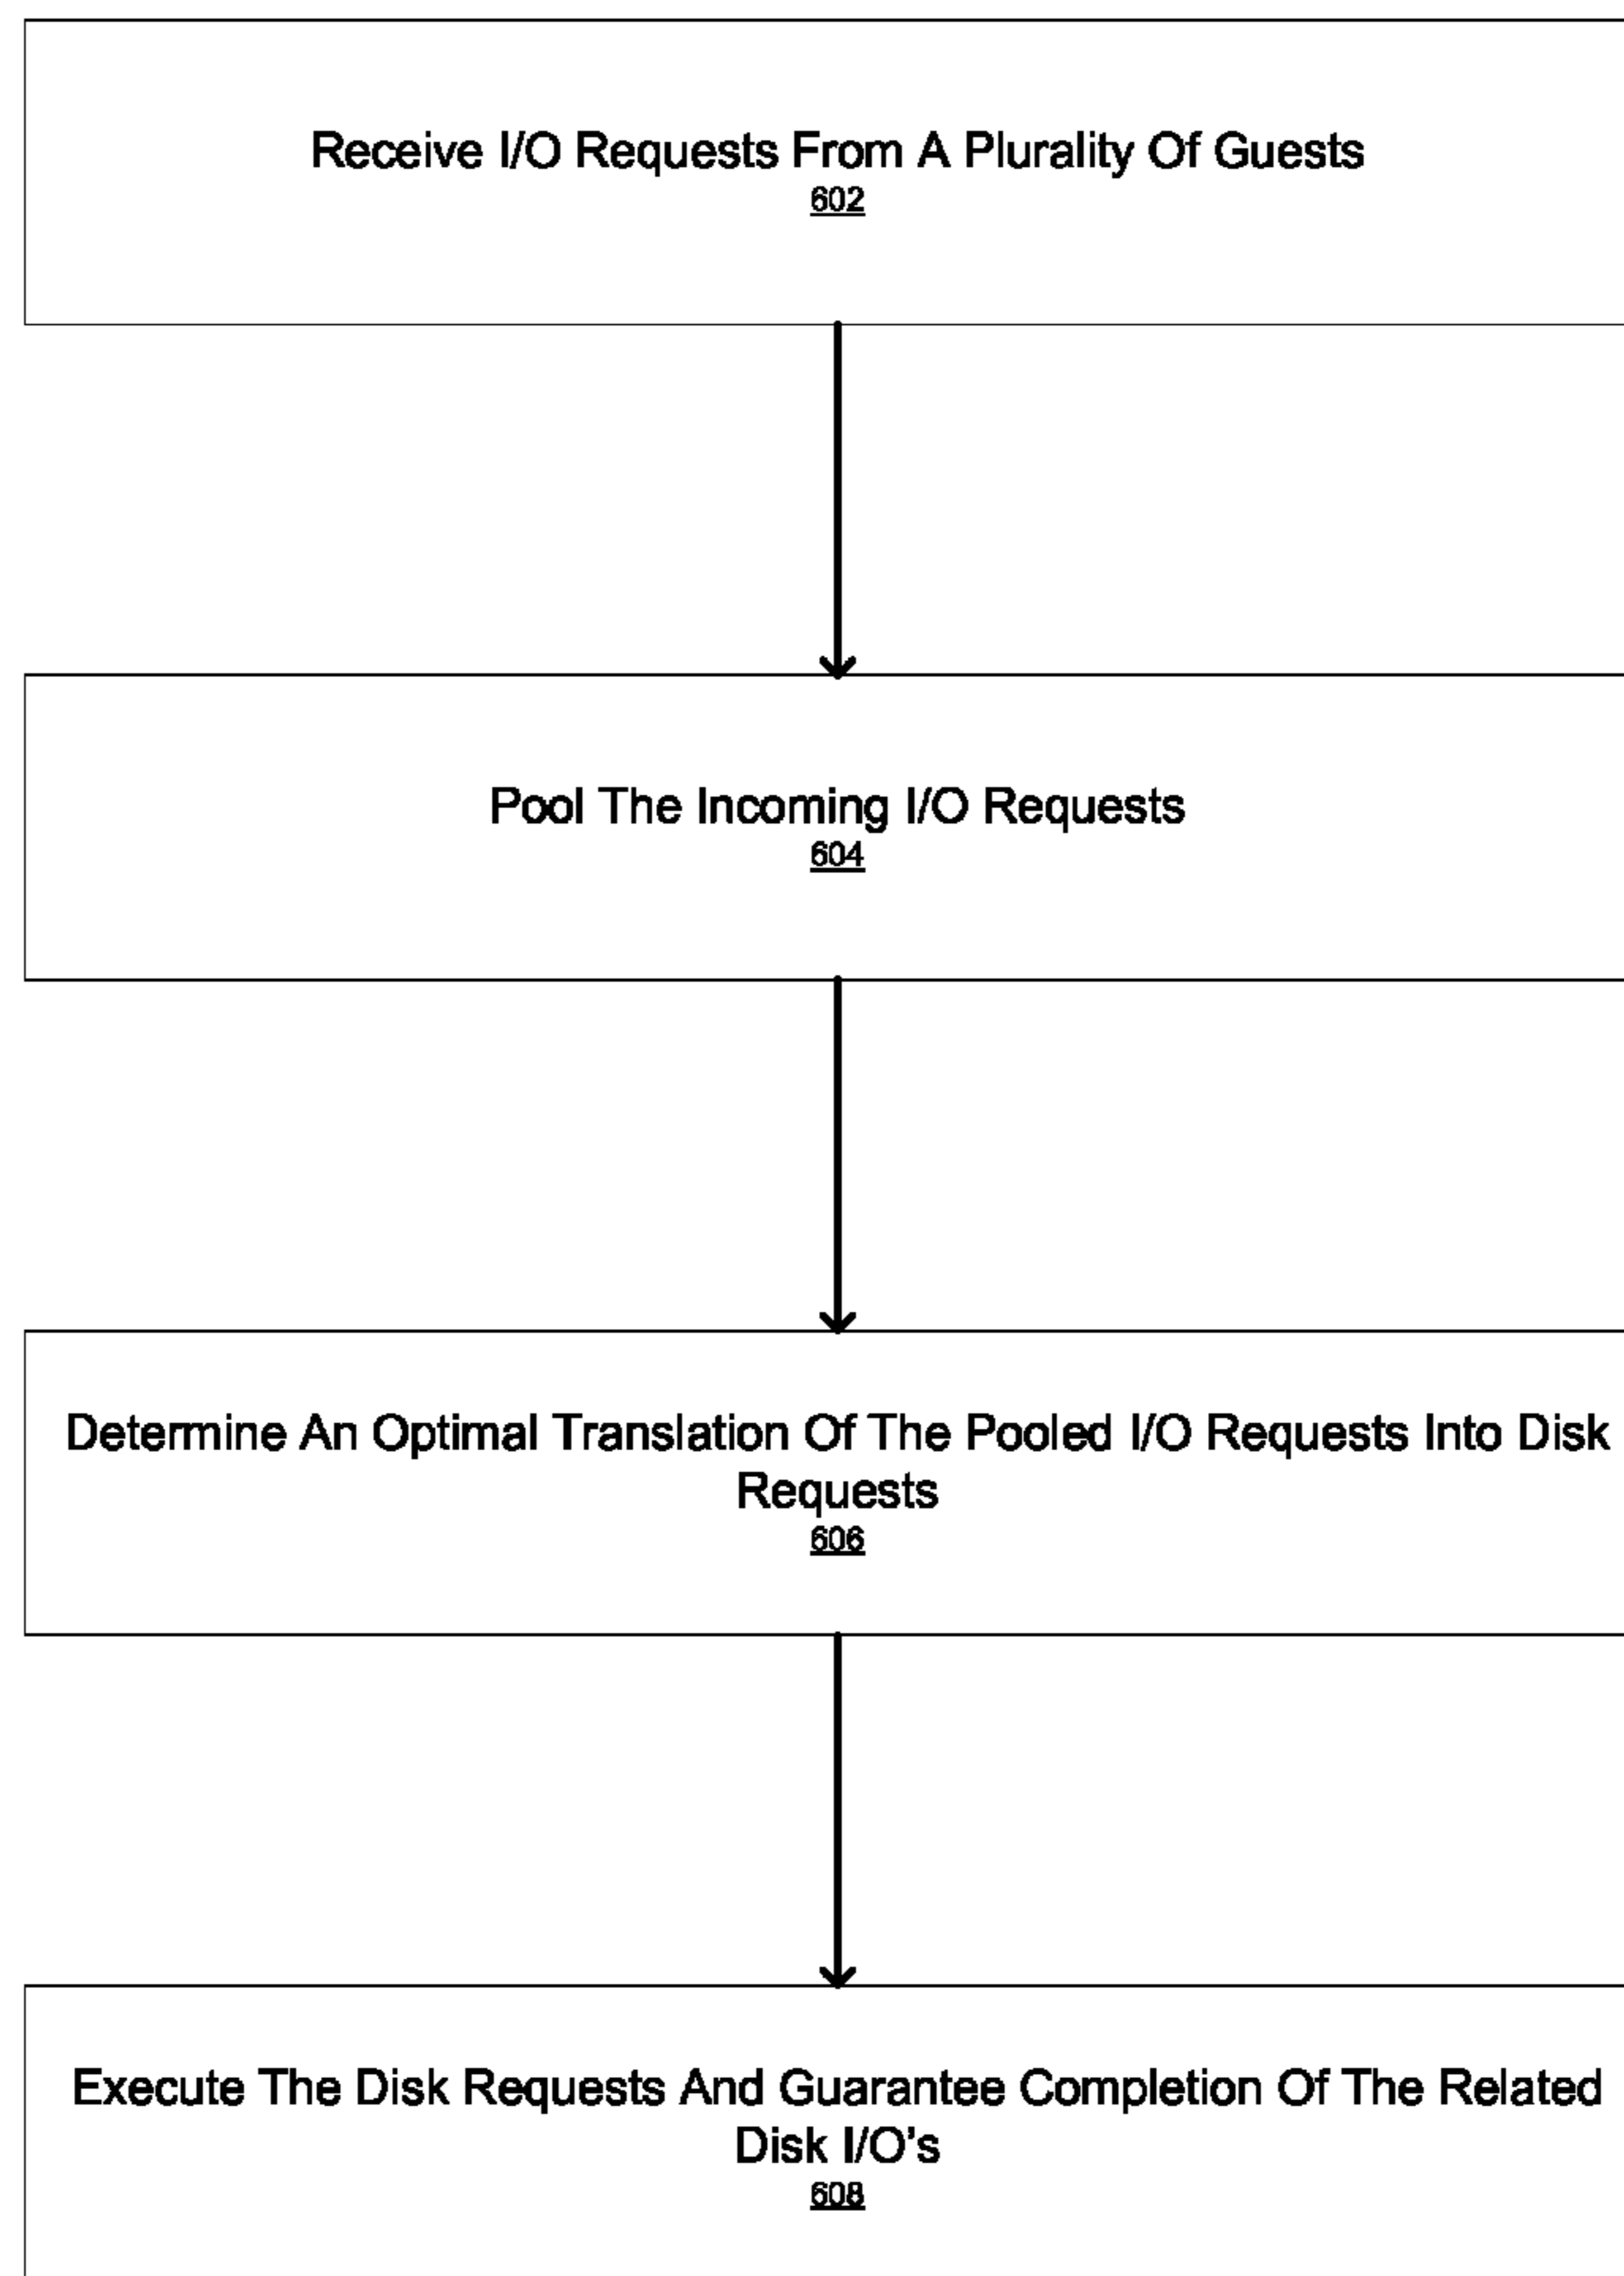 Receive I/O Requests From A Plurality Of Guests
602
Pool The Incoming I/O Requests
604
Determine An Optimal Translation Of The Pooled I/O Requests Into Disk
Requests
606
Execute The Disk Requests And Guarantee Completion Of The Related
Disk I/O's
608